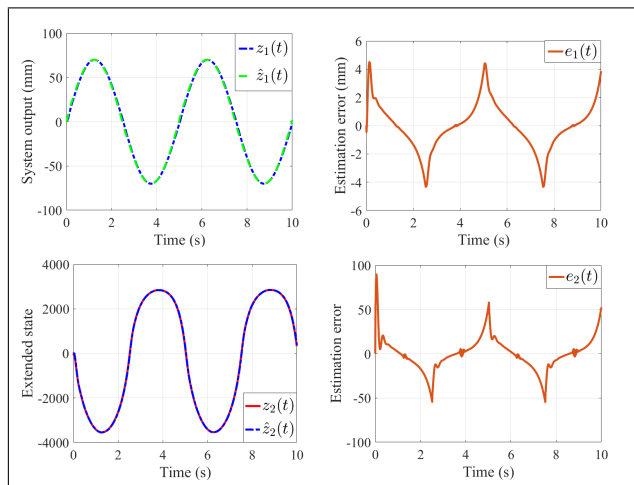 System output (mm)
100
50
0
-50
-100
z₁(t)
ẑ₁(t)
0 2 4 6 8 10
Time (s)
Estimation error (mm)
6
4
2
0
-2
-4
6
e₁(t)
0 2 4 6 8 10
Time (s)
Extended state
4000
2000
0
-2000
-4000
z₂(t)
ẑ₂(t)
0 2 4 6 8 10
Time (s)
Estimation error
100
50
0
-50
-100
e₂(t)
0 2 4 6 8 10
Time (s)